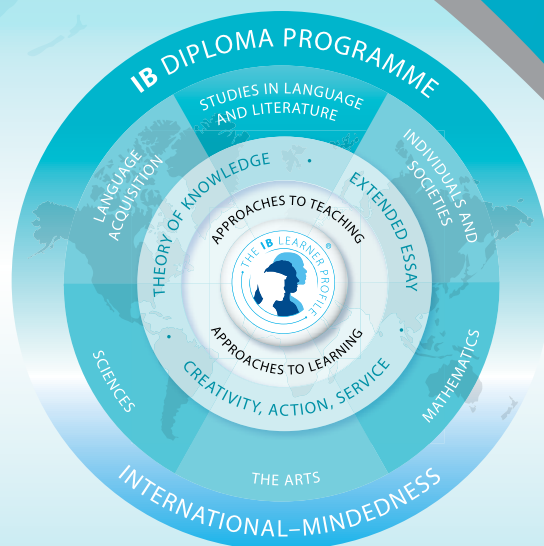 IB DIPLOMA PROGRAMME
STUDIES IN LANGUAGE
AND LITERATURE
LANGUAGE
ACQUISITION
INDIVIDUALS AND
SOCIETIES
THEORY OF KNOWLEDGE
EXTENDED ESSAY
APPROACHES TO TEACHING
THE IB LEARNER PROFILE
®
APPROACHES TO LEARNING
CREATIVITY, ACTION, SERVICE
SCIENCES
MATHEMATICS
THE ARTS
INTERNATIONAL–MINDEDNESS